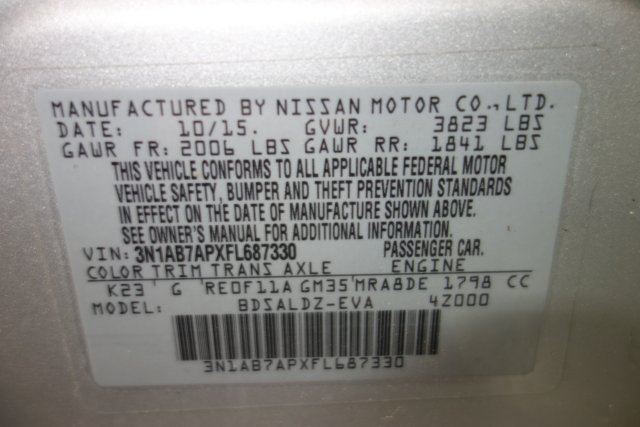 MANUFACTURED BY NISSAN MOTOR CO., LTD.
DATE: 10/15. GVWR: 3823 LBS
GAWR FR: 2006 LBS GAWR RR: 1841 LBS
THIS VEHICLE CONFORMS TO ALL APPLICABLE FEDERAL MOTOR
VEHICLE SAFETY, BUMPER AND THEFT PREVENTION STANDARDS
IN EFFECT ON THE DATE OF MANUFACTURE SHOWN ABOVE.
SEE OWNER'S MANUAL FOR ADDITIONAL INFORMATION.
VIN: 3N1AB7APXFL687330 PASSENGER CAR.
COLOR TRIM TRANS AXLE ENGINE
K23 ' G 'RE0F11A GM35'MRA8DE 1798 CC
MODEL: BDSALDZ-EVA 4Z000
3N1AB7APXFL687330